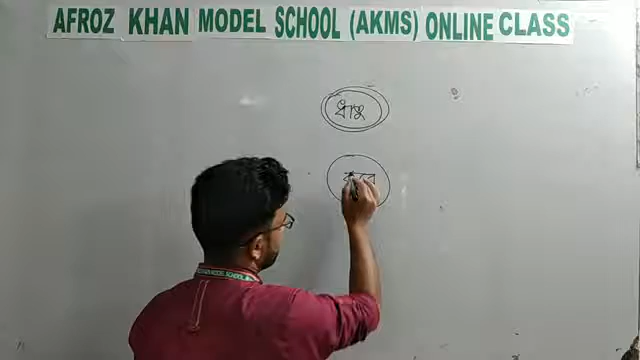 AFROZ KHAN MODEL SCHOOL (AKMS) ONLINE CLASS
ধাতু